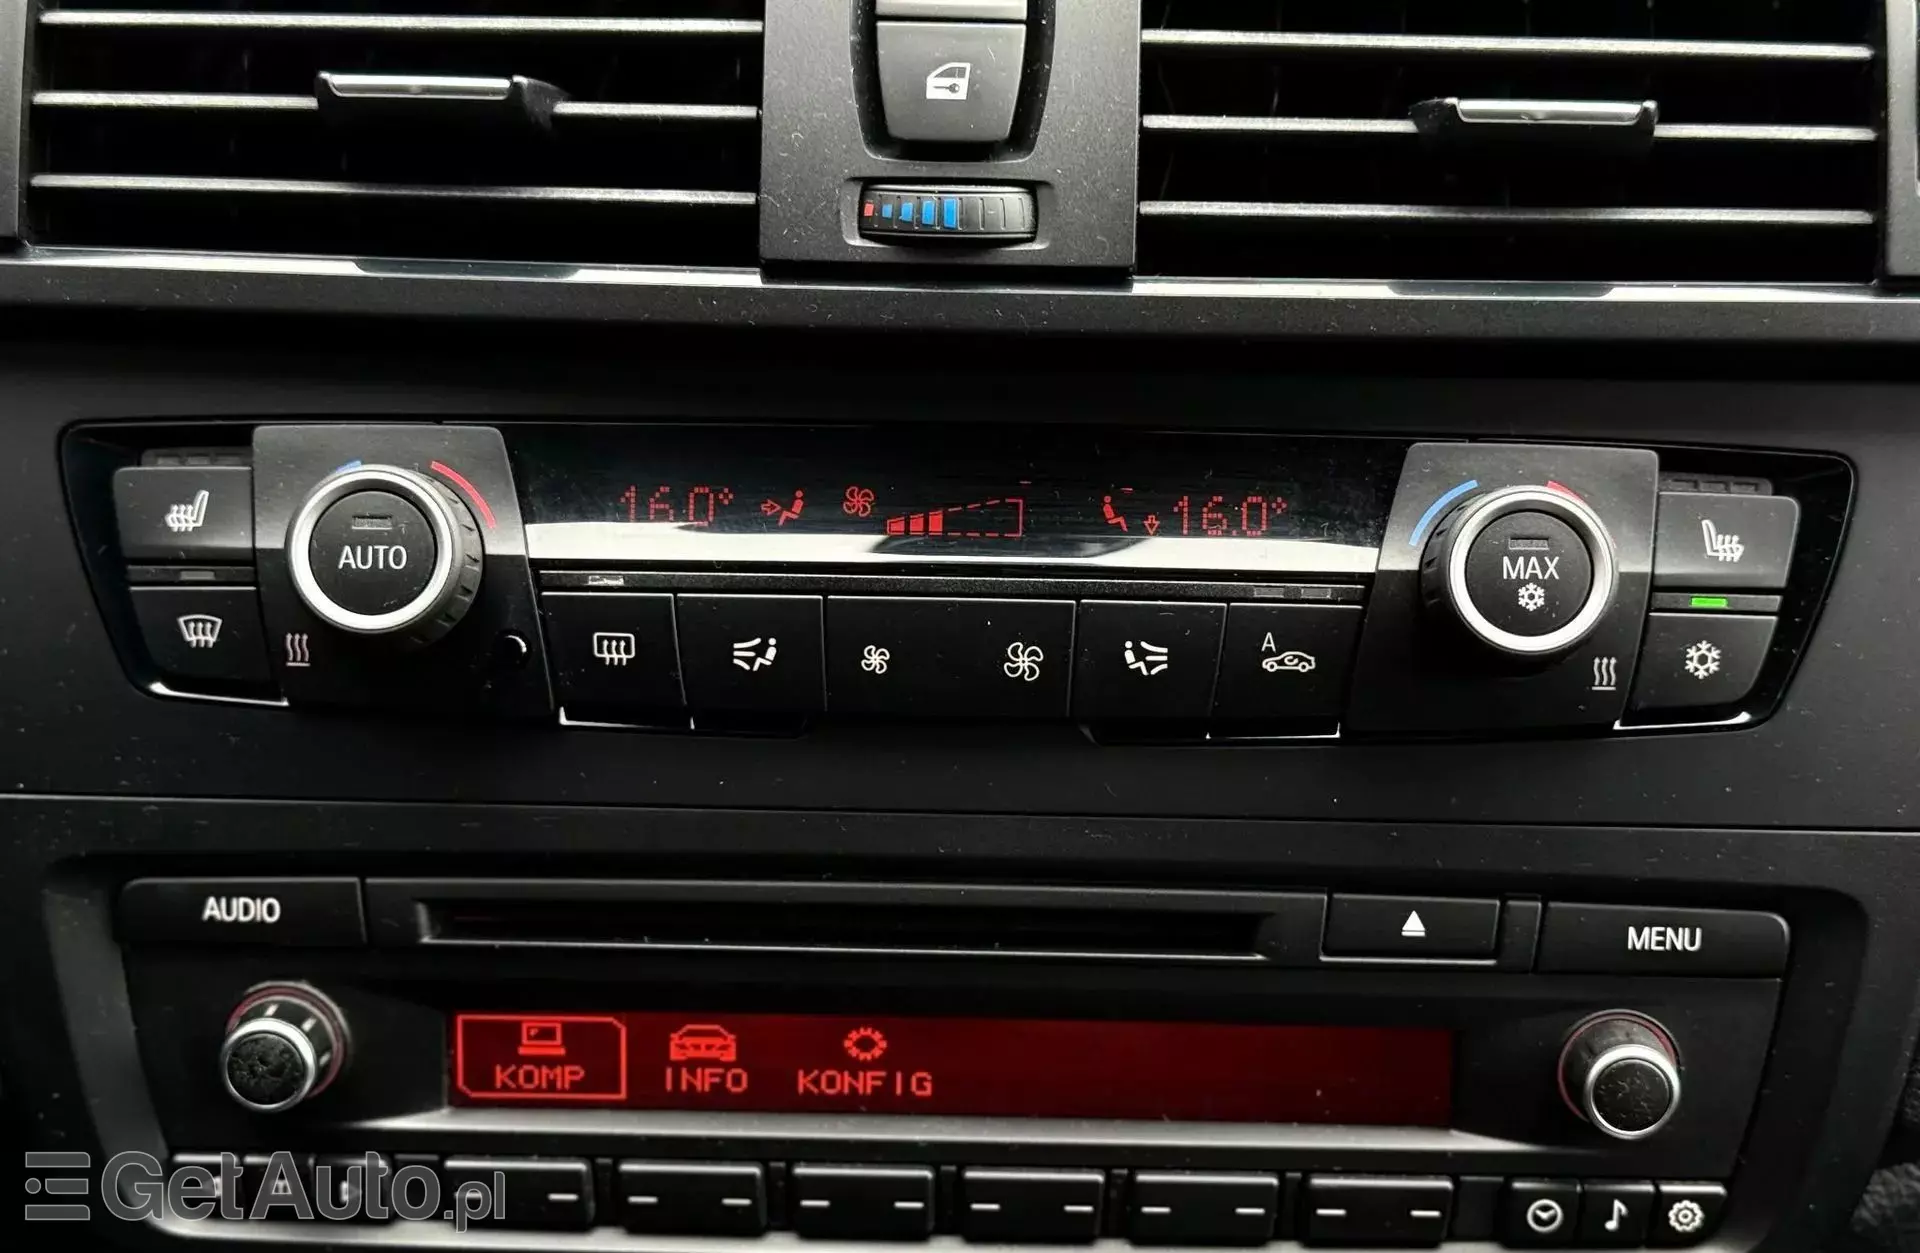 16.0° 16.0°
AUTO
MAX
A
AUDIO
MENU
KOMP INFO KONFIG
GetAuto.pl